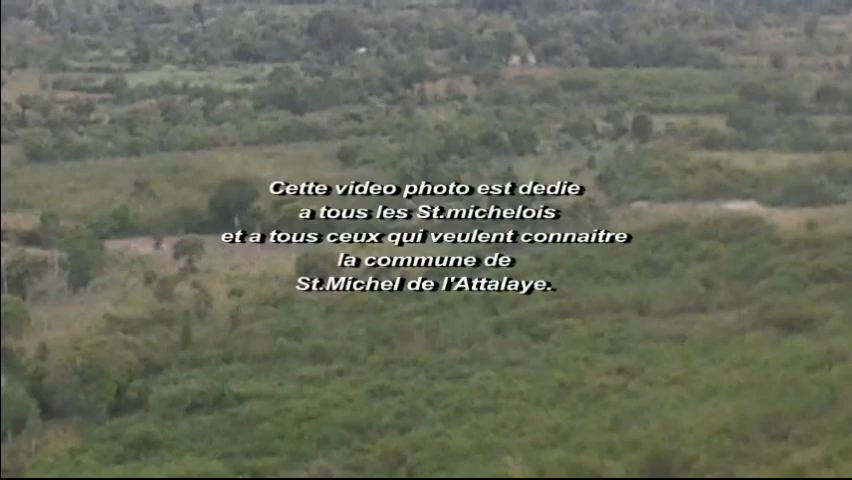 Cette video photo est dedie
a tous les St.michelois
et a tous ceux qui veulent connaitre
la commune de
St.Michel de l'Attalaye.